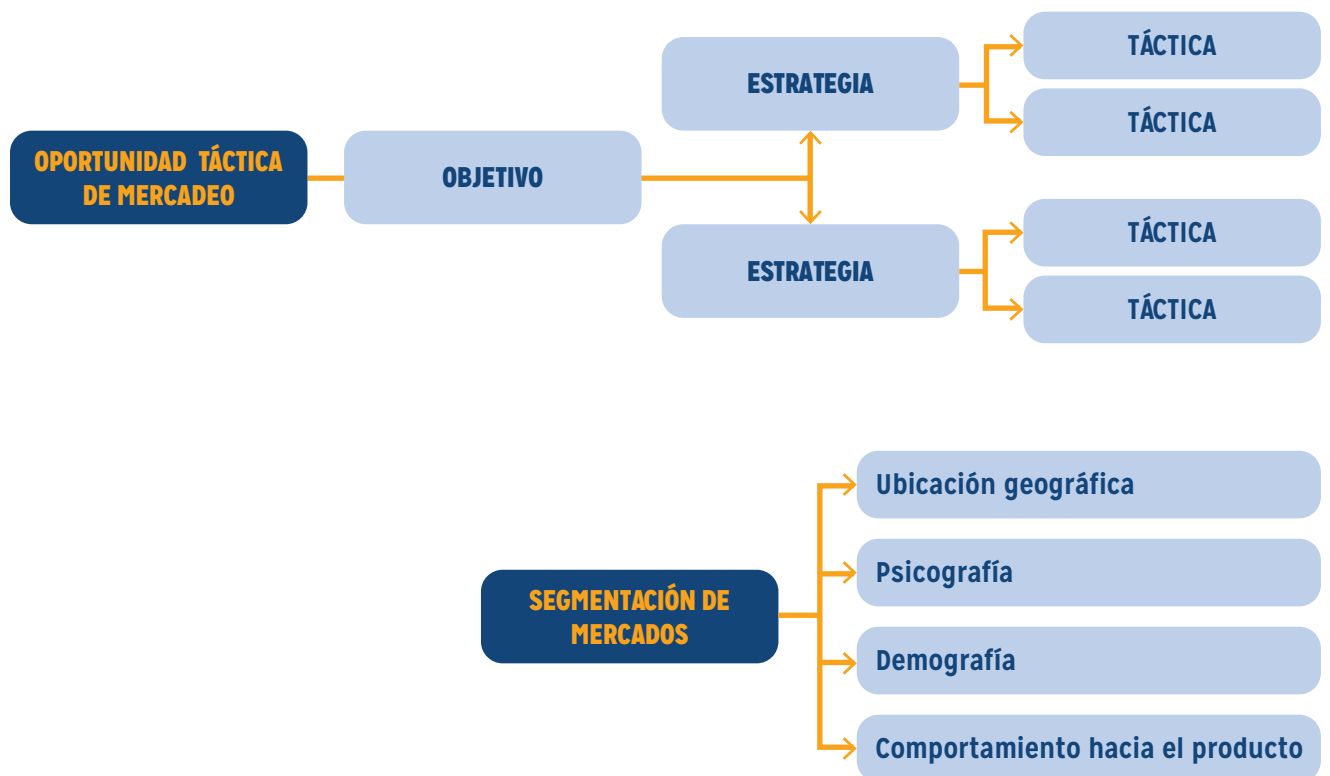 OPORTUNIDAD TÁCTICA
DE MERCADEO
OBJETIVO
ESTRATEGIA
TÁCTICA
TÁCTICA
ESTRATEGIA
TÁCTICA
TÁCTICA
SEGMENTACIÓN DE
MERCADOS
Ubicación geográfica
Psicografía
Demografía
Comportamiento hacia el producto